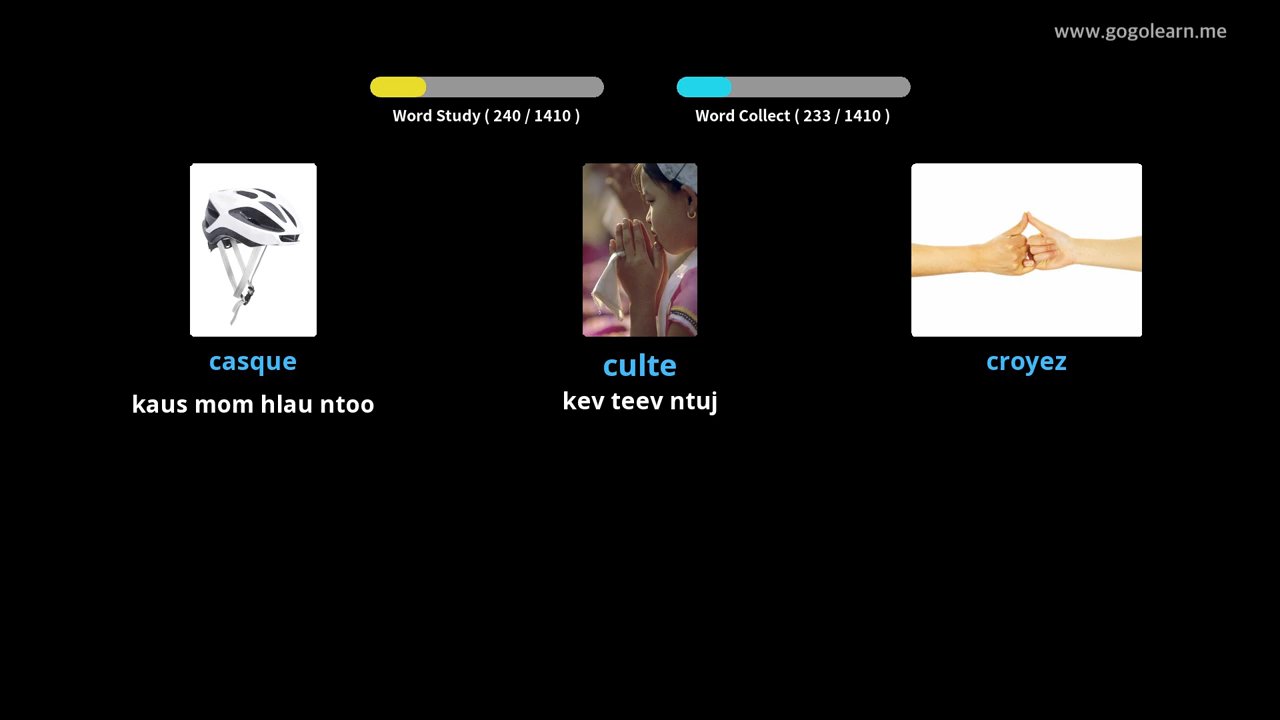 www.gogolearn.me
Word Study ( 240 / 1410 )
Word Collect ( 233 / 1410 )
casque
culte
croyez
kaus mom hlau ntoo
kev teev ntuj